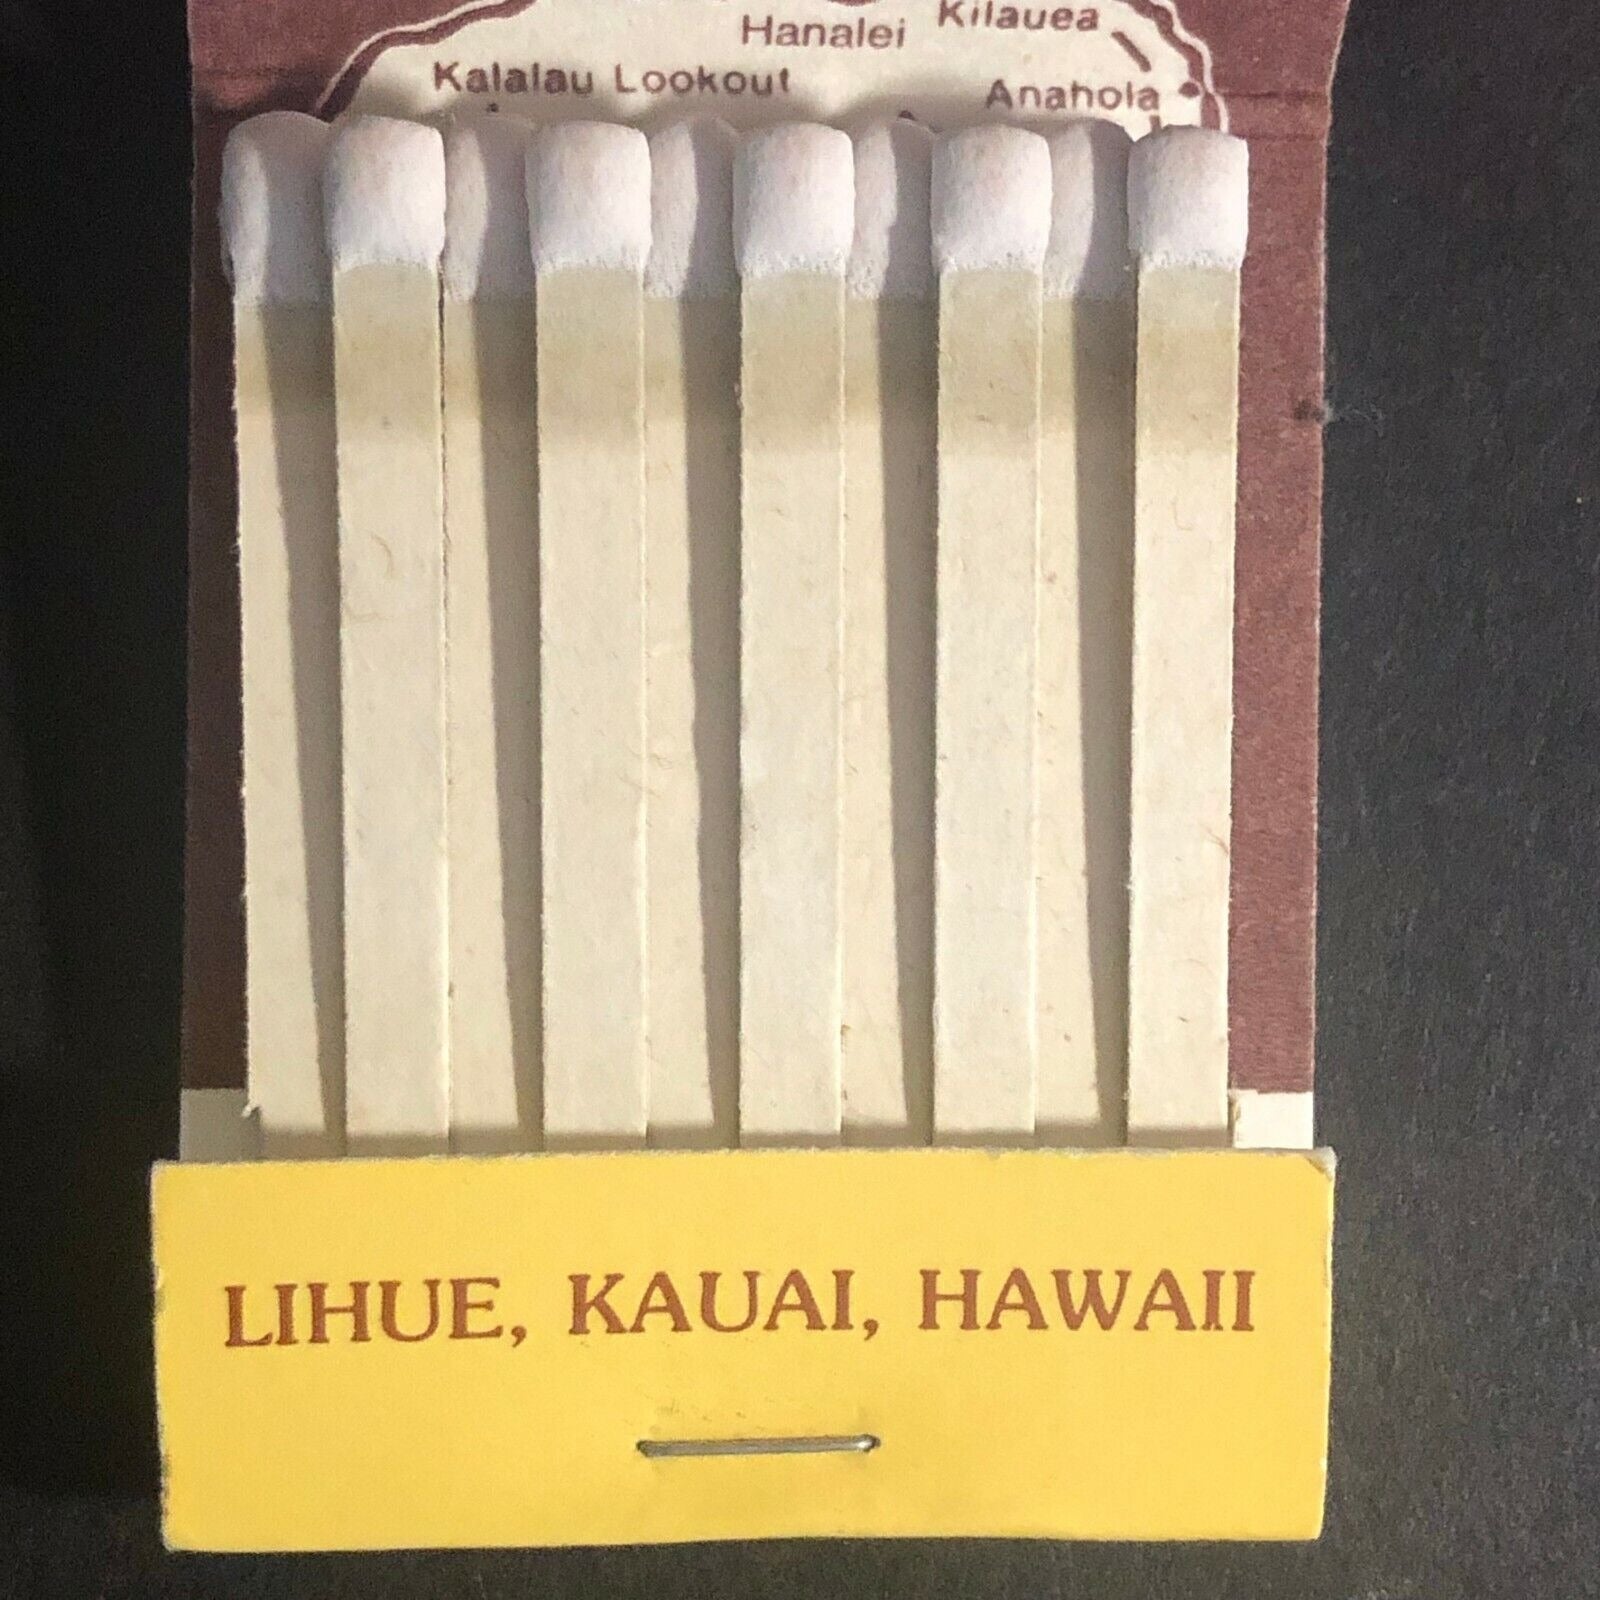 Hanalei Kilauea
Kalalau Lookout
Anahola
LIHUE, KAUAI, HAWAII